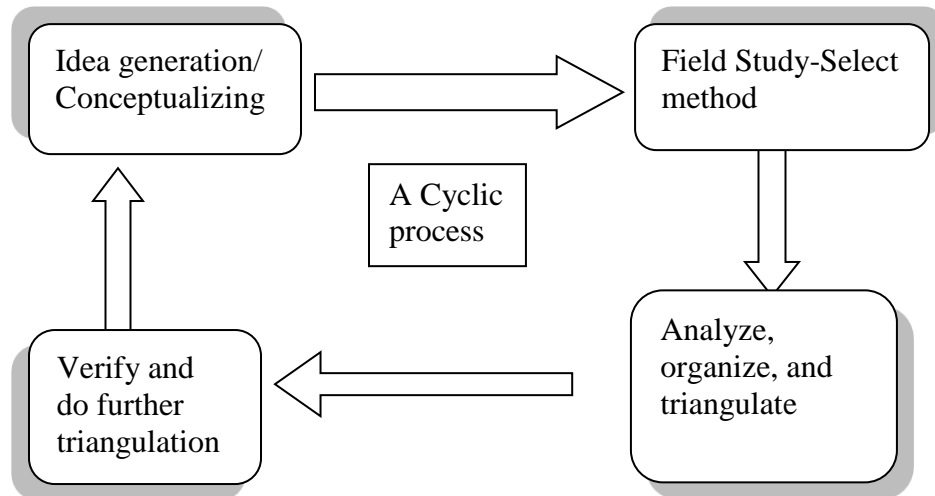 Idea generation/
Conceptualizing
Field Study-Select
method
A Cyclic
process
Verify and
do further
triangulation
Analyze,
organize, and
triangulate